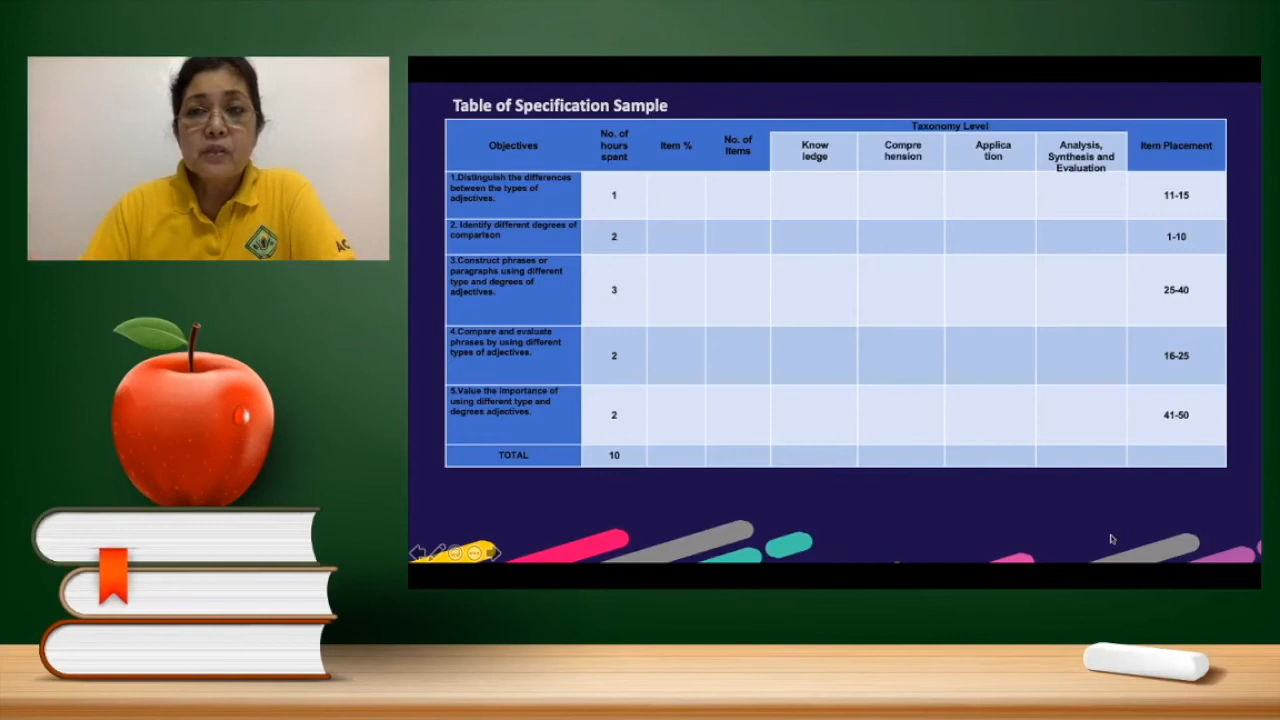 Table of Specification Sample
Objectives
No. of
hours
spent
Item %
No. of
Items
Taxonomy Level
Know
ledge
Compre
hension
Applica
tion
Analysis,
Synthesis and
Evaluation
Item Placement
1.Distinguish the differences
between the types of
adjectives.
1
11-15
2. Identify different degrees of
comparison
2
1-10
3.Construct phrases or
paragraphs using different
type and degrees of
adjectives.
3
25-40
4.Compare and evaluate
phrases by using different
types of adjectives.
2
16-25
5.Value the importance of
using different type and
degrees adjectives.
2
41-50
TOTAL
10